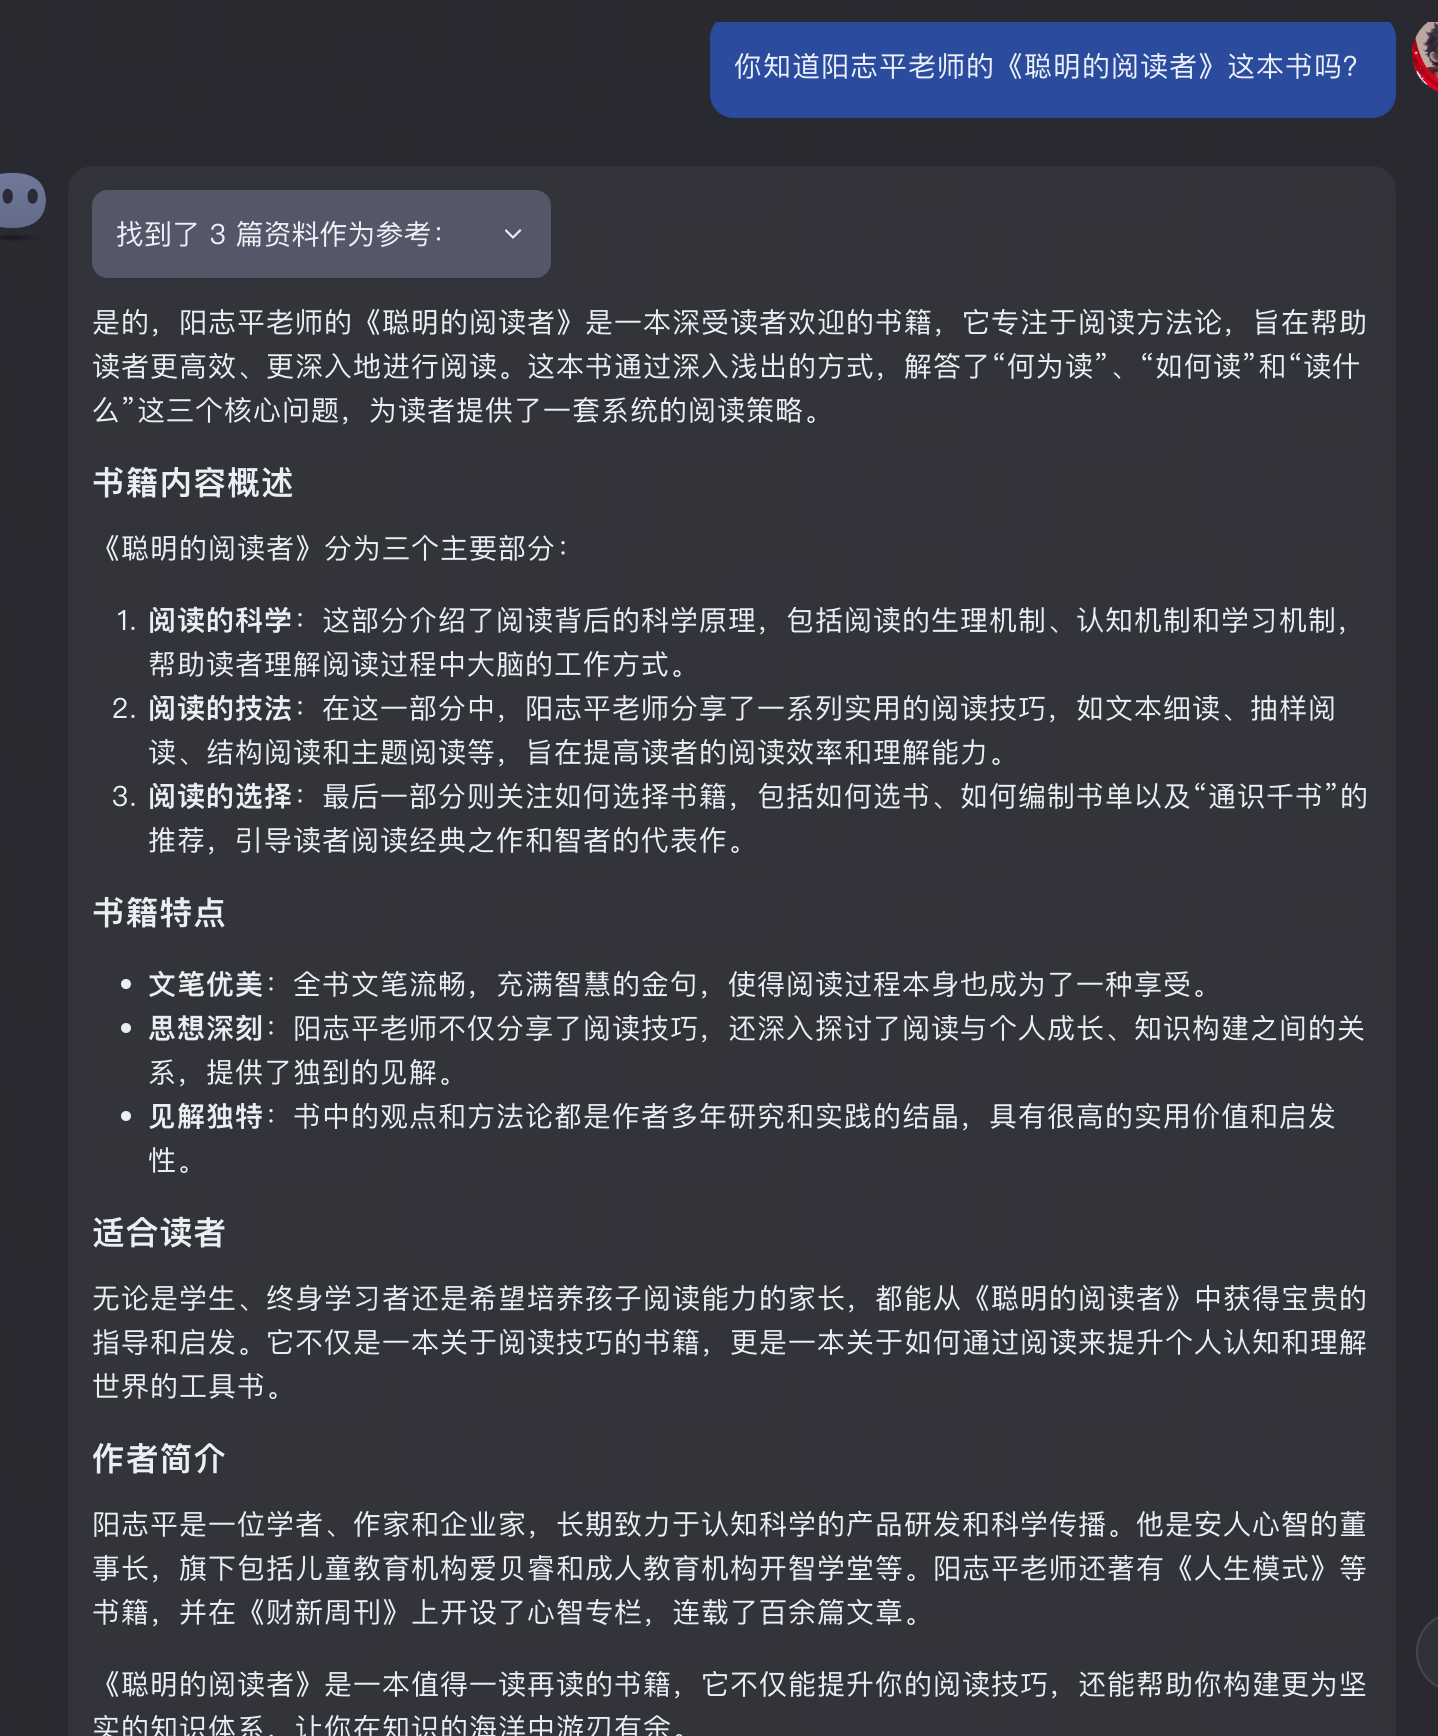 你知道阳志平老师的《聪明的阅读者》这本书吗？
找到了 3 篇资料作为参考：
是的，阳志平老师的《聪明的阅读者》是一本深受读者欢迎的书籍，它专注于阅读方法论，旨在帮助
读者更高效、更深入地进行阅读。这本书通过深入浅出的方式，解答了“何为读”、“如何读”和“读什
么”这三个核心问题，为读者提供了一套系统的阅读策略。
书籍内容概述
《聪明的阅读者》分为三个主要部分：
1. 阅读的科学：这部分介绍了阅读背后的科学原理，包括阅读的生理机制、认知机制和学习机制，
帮助读者理解阅读过程中大脑的工作方式。
2. 阅读的技法：在这一部分中，阳志平老师分享了一系列实用的阅读技巧，如文本细读、抽样阅
读、结构阅读和主题阅读等，旨在提高读者的阅读效率和理解能力。
3. 阅读的选择：最后一部分则关注如何选择书籍，包括如何选书、如何编制书单以及“通识千书”的
推荐，引导读者阅读经典之作和智者的代表作。
书籍特点
• 文笔优美：全书文笔流畅，充满智慧的金句，使得阅读过程本身也成为了一种享受。
• 思想深刻：阳志平老师不仅分享了阅读技巧，还深入探讨了阅读与个人成长、知识构建之间的关
系，提供了独到的见解。
• 见解独特：书中的观点和方法论都是作者多年研究和实践的结晶，具有很高的实用价值和启发
性。
适合读者
无论是学生、终身学习者还是希望培养孩子阅读能力的家长，都能从《聪明的阅读者》中获得宝贵的
指导和启发。它不仅是一本关于阅读技巧的书籍，更是一本关于如何通过阅读来提升个人认知和理解
世界的工具书。
作者简介
阳志平是一位学者、作家和企业家，长期致力于认知科学的产品研发和科学传播。他是安人心智的董
事长，旗下包括儿童教育机构爱贝睿和成人教育机构开智学堂等。阳志平老师还著有《人生模式》等
书籍，并在《财新周刊》上开设了心智专栏，连载了百余篇文章。
《聪明的阅读者》是一本值得一读再读的书籍，它不仅能提升你的阅读技巧，还能帮助你构建更为坚
实的知识体系，让你在知识的海洋中游刃有余。